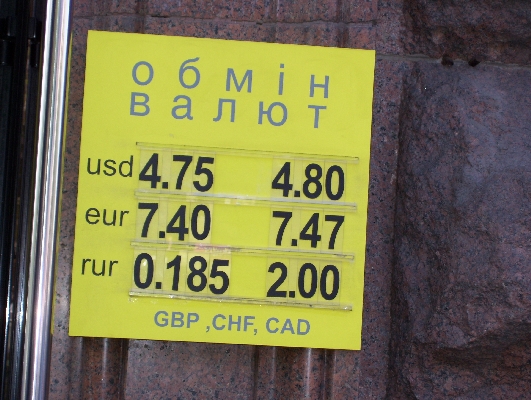 обмін
валют
usd 4.75 4.80
eur 7.40 7.47
rur 0.185 2.00
GBP ,CHF, CAD